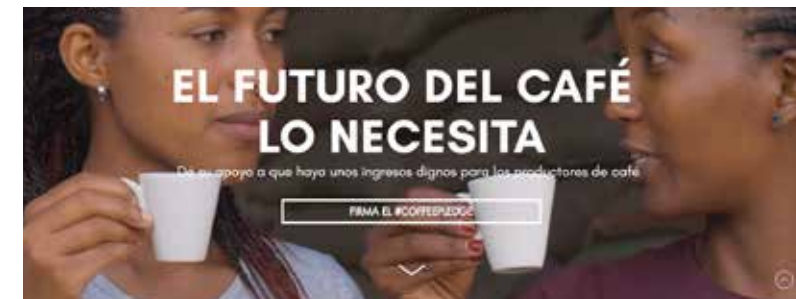 EL FUTURO DEL CAFÉ
LO NECESITA
De su apoyo a que haya unos ingresos dignos para los productores de café
FIRMA EL #COFFEEPLEDGE